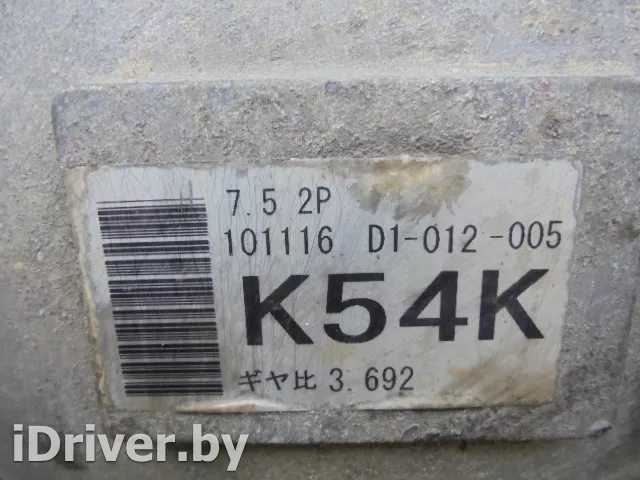 7.5 2P
101116 D1-012-005
K54K
ギヤ比 3.692
iDriver.by